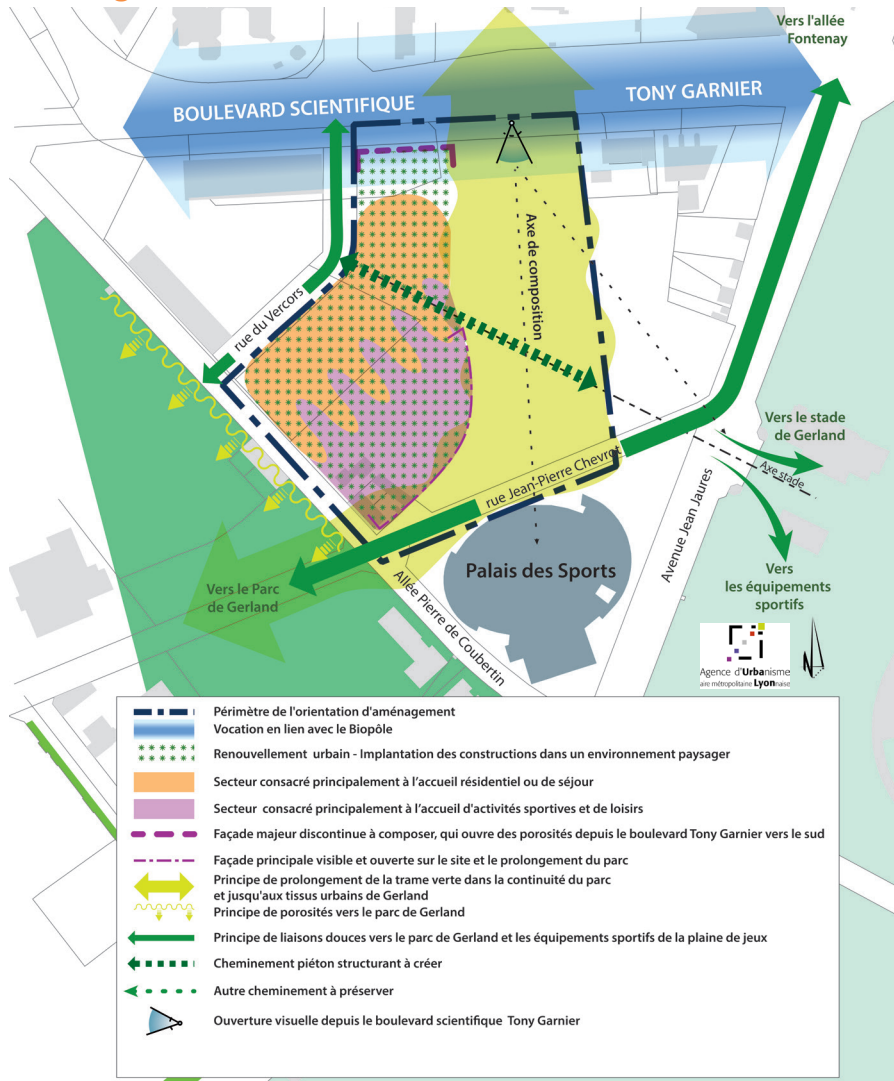 Vers l'allée
Fontenay
BOULEVARD SCIENTIFIQUE
TONY GARNIER
Axe de composition
rue du Vercors
Vers le stade
de Gerland
Axe stade
rue Jean-Pierre Chevrot
Avenue Jean Jaures
Palais des Sports
Vers
les équipements
sportifs
Vers le Parc
de Gerland
Allée Pierre de Coubertin
Agence d'Urbanisme
aire métropolitaine Lyonnaise
N
Périmètre de l'orientation d'aménagement
Vocation en lien avec le Biopôle
Renouvellement urbain - Implantation des constructions dans un environnement paysager
Secteur consacré principalement à l'accueil résidentiel ou de séjour
Secteur consacré principalement à l'accueil d'activités sportives et de loisirs
Façade majeur discontinue à composer, qui ouvre des porosités depuis le boulevard Tony Garnier vers le sud
Façade principale visible et ouverte sur le site et le prolongement du parc
Principe de prolongement de la trame verte dans la continuité du parc
et jusqu'aux tissus urbains de Gerland
Principe de porosités vers le parc de Gerland
Principe de liaisons douces vers le parc de Gerland et les équipements sportifs de la plaine de jeux
Cheminement piéton structurant à créer
Autre cheminement à préserver
Ouverture visuelle depuis le boulevard scientifique Tony Garnier